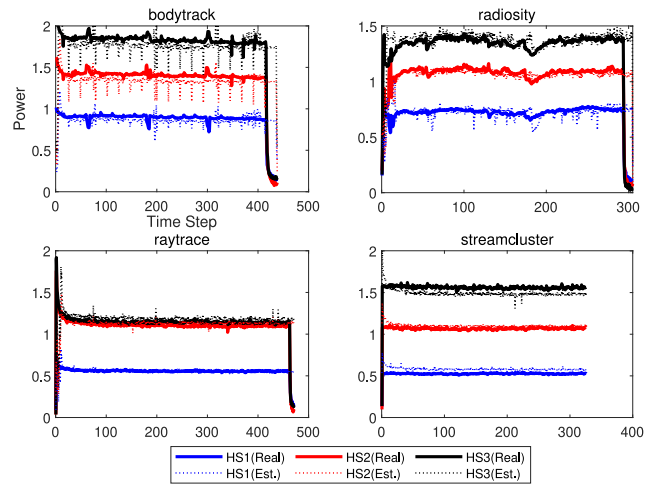 bodytrack
radiosity
2
1.5
1
0.5
0
Power
0 100 200 300 400 500
Time Step
1.5
1
0.5
0
0 100 200 300
raytrace
streamcluster
2
1.5
1
0.5
0
0 100 200 300 400 500
2
1.5
1
0.5
0
0 100 200 300 400
HS1(Real) HS2(Real) HS3(Real)
HS1(Est.) HS2(Est.) HS3(Est.)